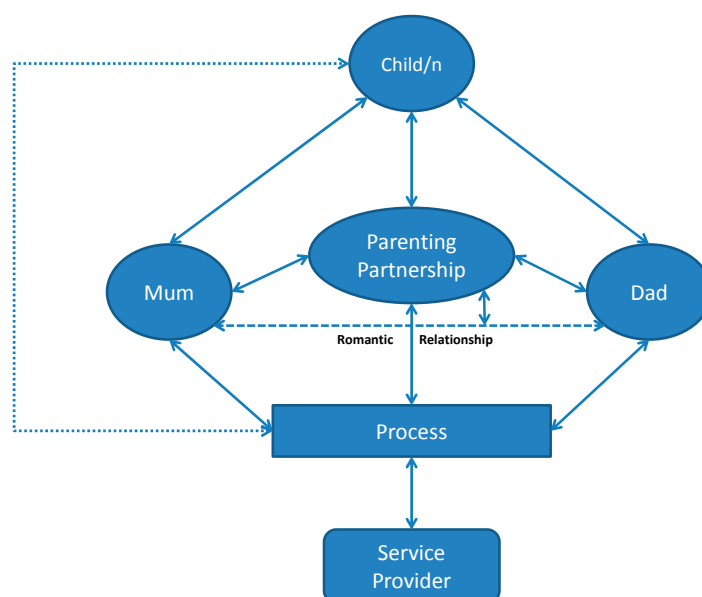 Child/n
Parenting
Partnership
Mum
Dad
Romantic Relationship
Process
Service
Provider